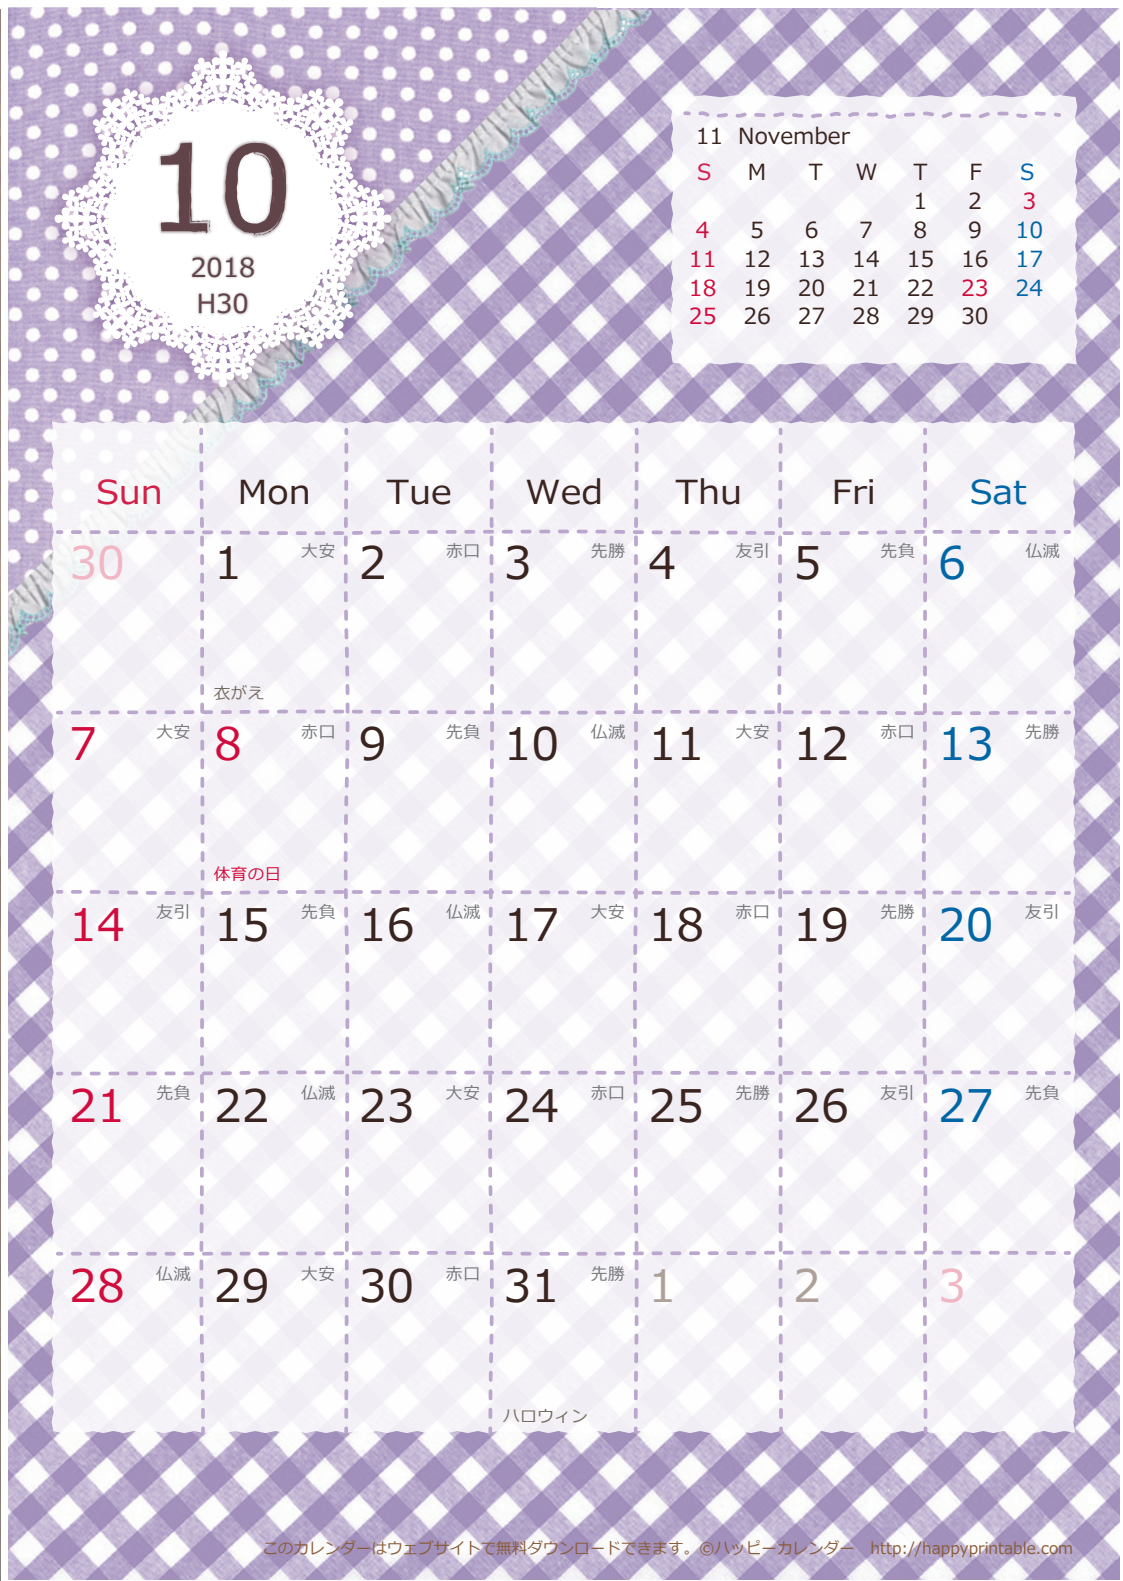 10
2018
H30
11 November
S M T W T F S
1 2 3
4 5 6 7 8 9 10
11 12 13 14 15 16 17
18 19 20 21 22 23 24
25 26 27 28 29 30
Sun Mon Tue Wed Thu Fri Sat
30 1 大安 2 赤口 3 先勝 4 友引 5 先負 6 仏滅
衣がえ
7 大安 8 赤口 9 先負 10 仏滅 11 大安 12 赤口 13 先勝
体育の日
14 友引 15 先負 16 仏滅 17 大安 18 赤口 19 先勝 20 友引
21 先負 22 仏滅 23 大安 24 赤口 25 先勝 26 友引 27 先負
28 仏滅 29 大安 30 赤口 31 先勝 1 2 3
ハロウィン
このカレンダーはウェブサイトで無料ダウンロードできます。©ハッピーカレンダー http://happyprintable.com